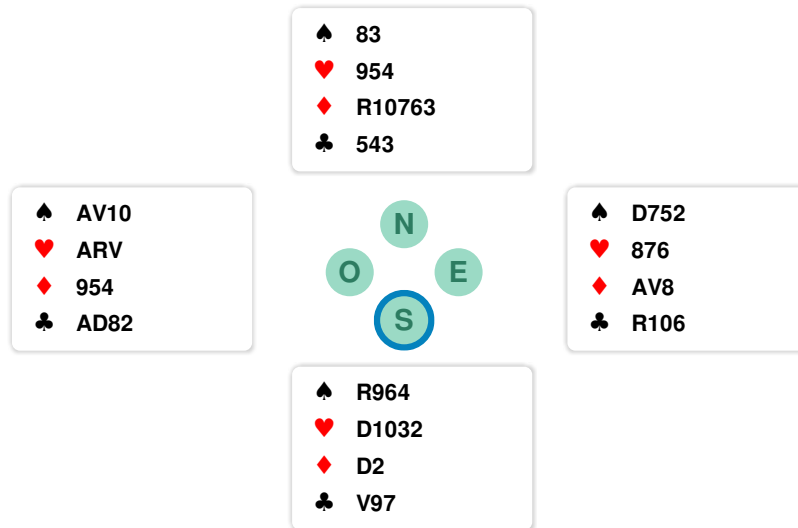 ♠ 83
♥ 954
♦ R10763
♣ 543
♠ AV10
♥ ARV
♦ 954
♣ AD82
N
O E
S
♠ D752
♥ 876
♦ AV8
♣ R106
♠ R964
♥ D1032
♦ D2
♣ V97